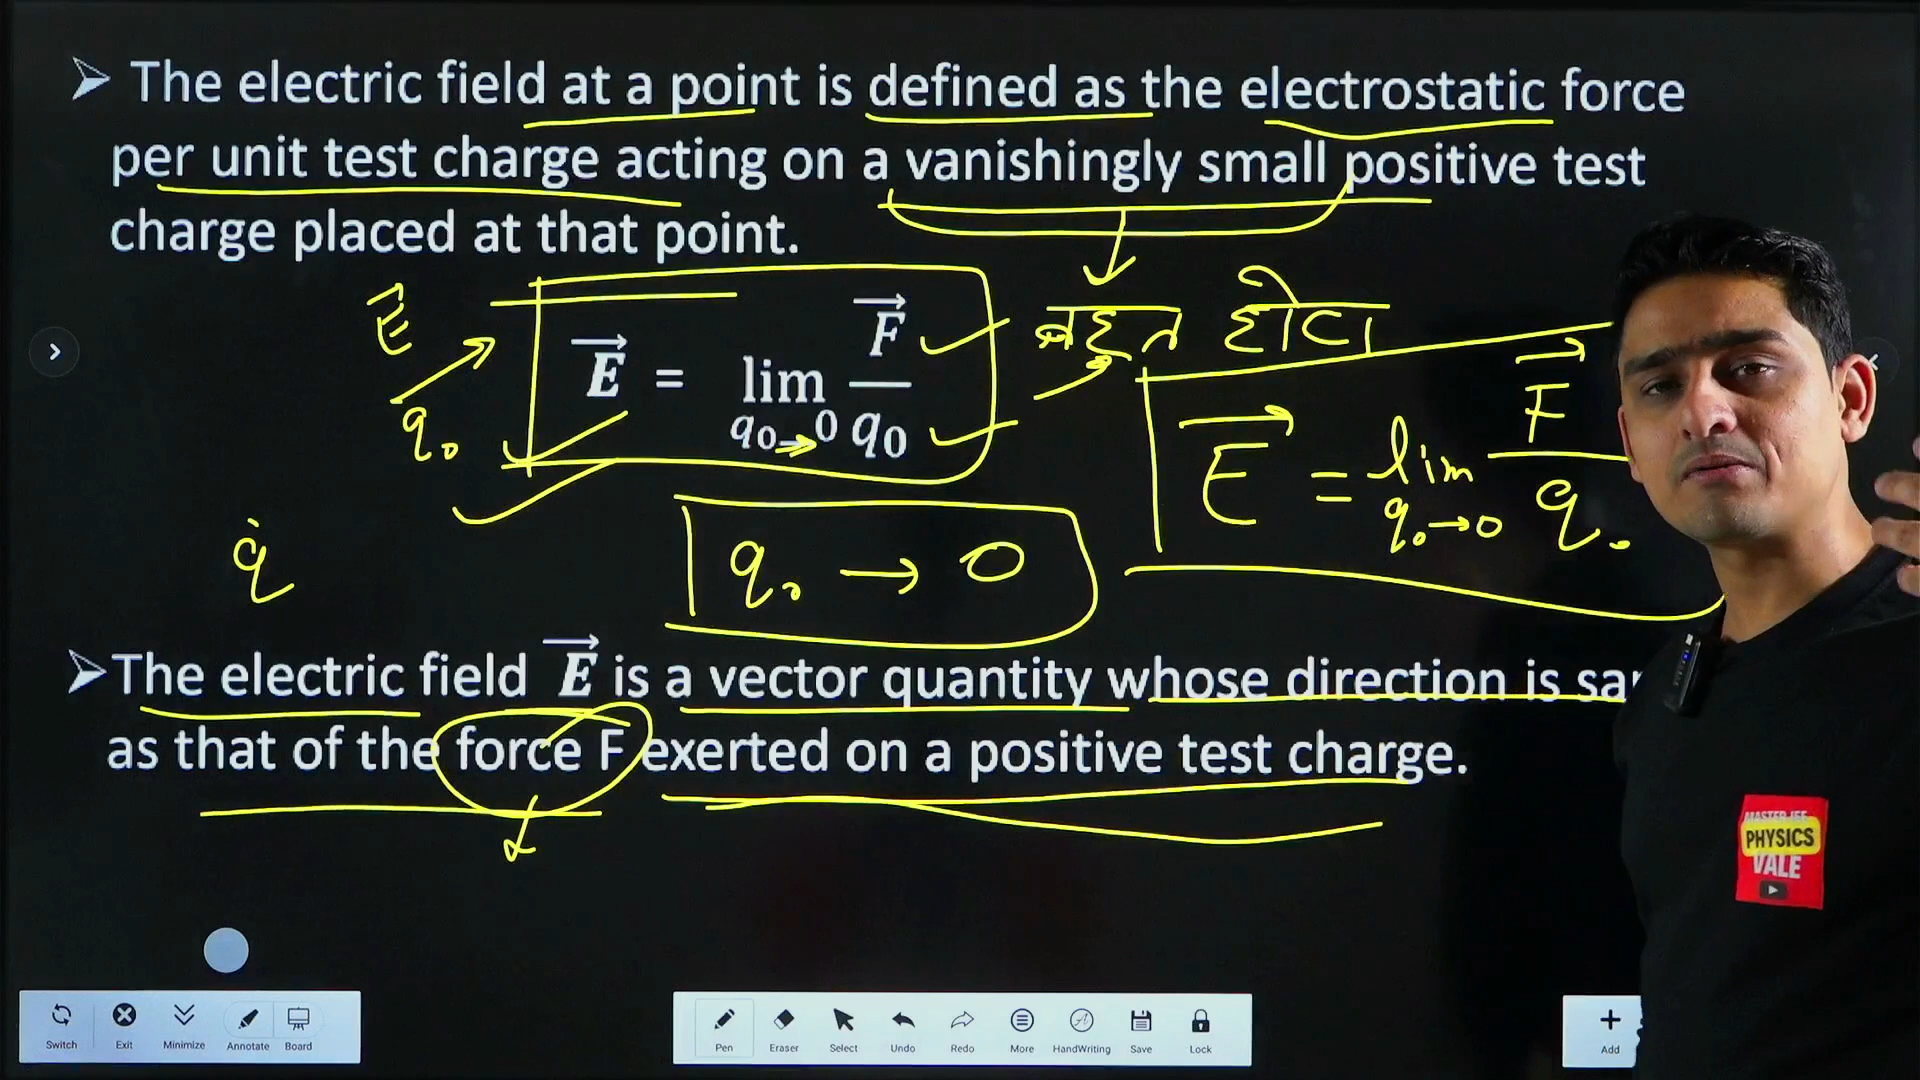 ➤ The electric field at a point is defined as the electrostatic force
per unit test charge acting on a vanishingly small positive test
charge placed at that point.
E⃗
q₀
E⃗ = lim q₀→0 F⃗ / q₀
बहुत छोटा
E⃗ = lim q₀→0 F⃗ / q₀
q
q₀ → 0
➤ The electric field E⃗ is a vector quantity whose direction is
as that of the force F exerted on a positive test charge.
PHYSICS
VALE
Switch Exit Minimize Annotate Board
Pen Eraser Select Undo Redo More HandWriting Save Lock
Add